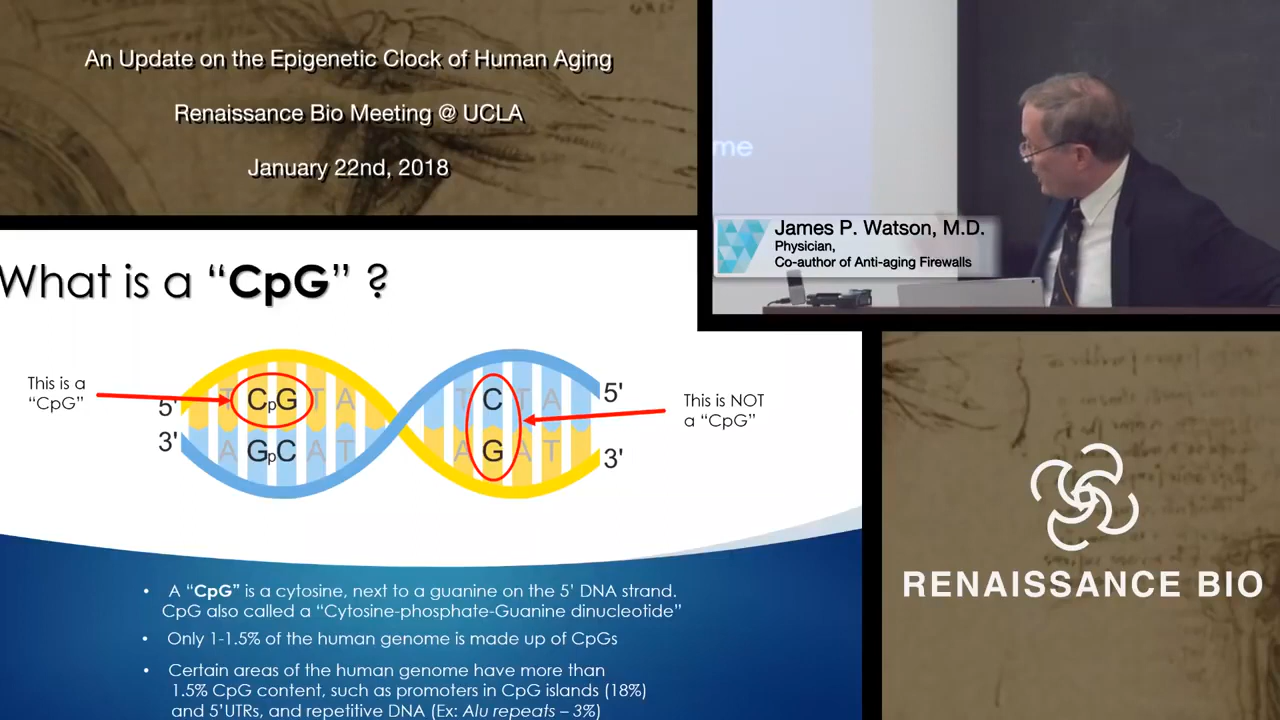 An Update on the Epigenetic Clock of Human Aging
Renaissance Bio Meeting @ UCLA
January 22nd, 2018
me
James P. Watson, M.D.
Physician,
Co-author of Anti-aging Firewalls
What is a “CpG” ?
This is a
“CpG”
5'
3'
T CpG T A
A GpC A T
T C T A
A G A T
5'
3'
This is NOT
a “CpG”
• A “CpG” is a cytosine, next to a guanine on the 5’ DNA strand.
CpG also called a “Cytosine-phosphate-Guanine dinucleotide”
• Only 1-1.5% of the human genome is made up of CpGs
• Certain areas of the human genome have more than
1.5% CpG content, such as promoters in CpG islands (18%)
and 5’UTRs, and repetitive DNA (Ex: Alu repeats – 3%)
RENAISSANCE BIO